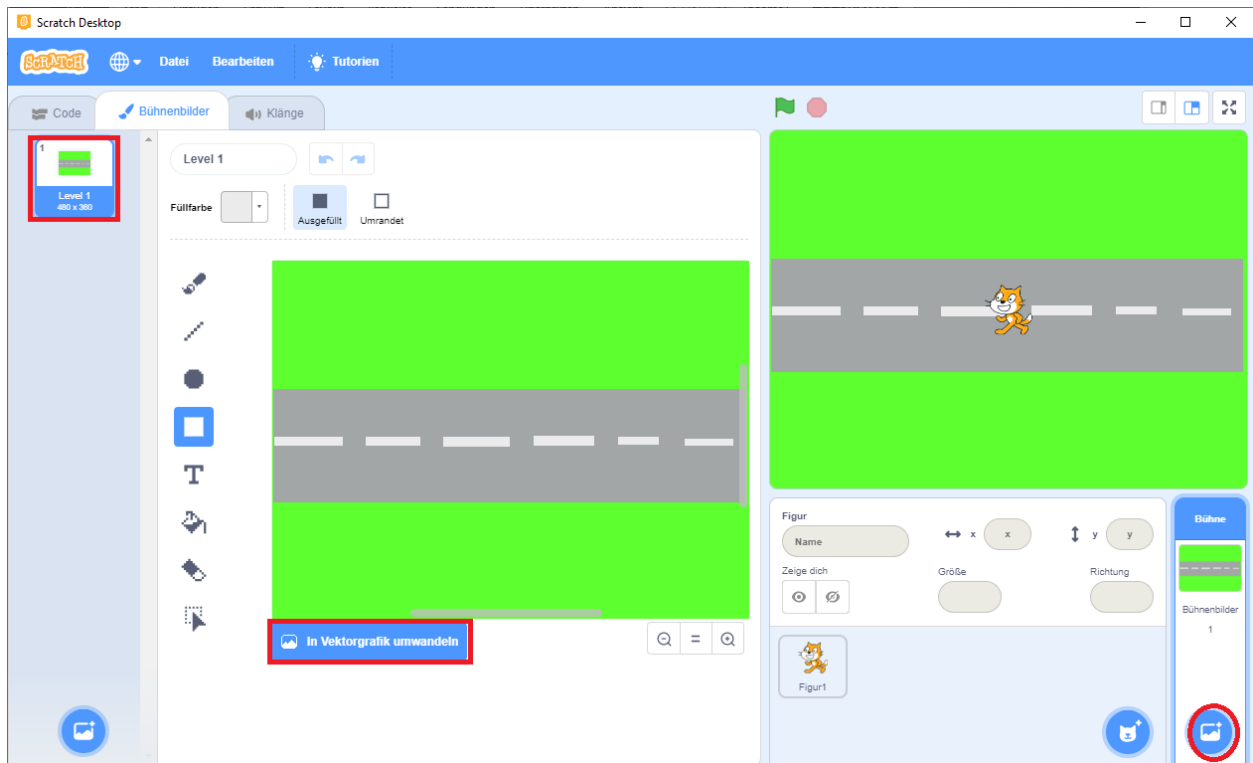 Scratch Desktop
SCRATCH
Datei
Bearbeiten
Tutorien
Code
Bühnenbilder
Klänge
1
Level 1
480 x 360
Level 1
Füllfarbe
Ausgefüllt
Umrandet
T
In Vektorgrafik umwandeln
=
Figur
Name
x
x
y
y
Zeige dich
Größe
Richtung
Figur1
Bühne
Bühnenbilder
1